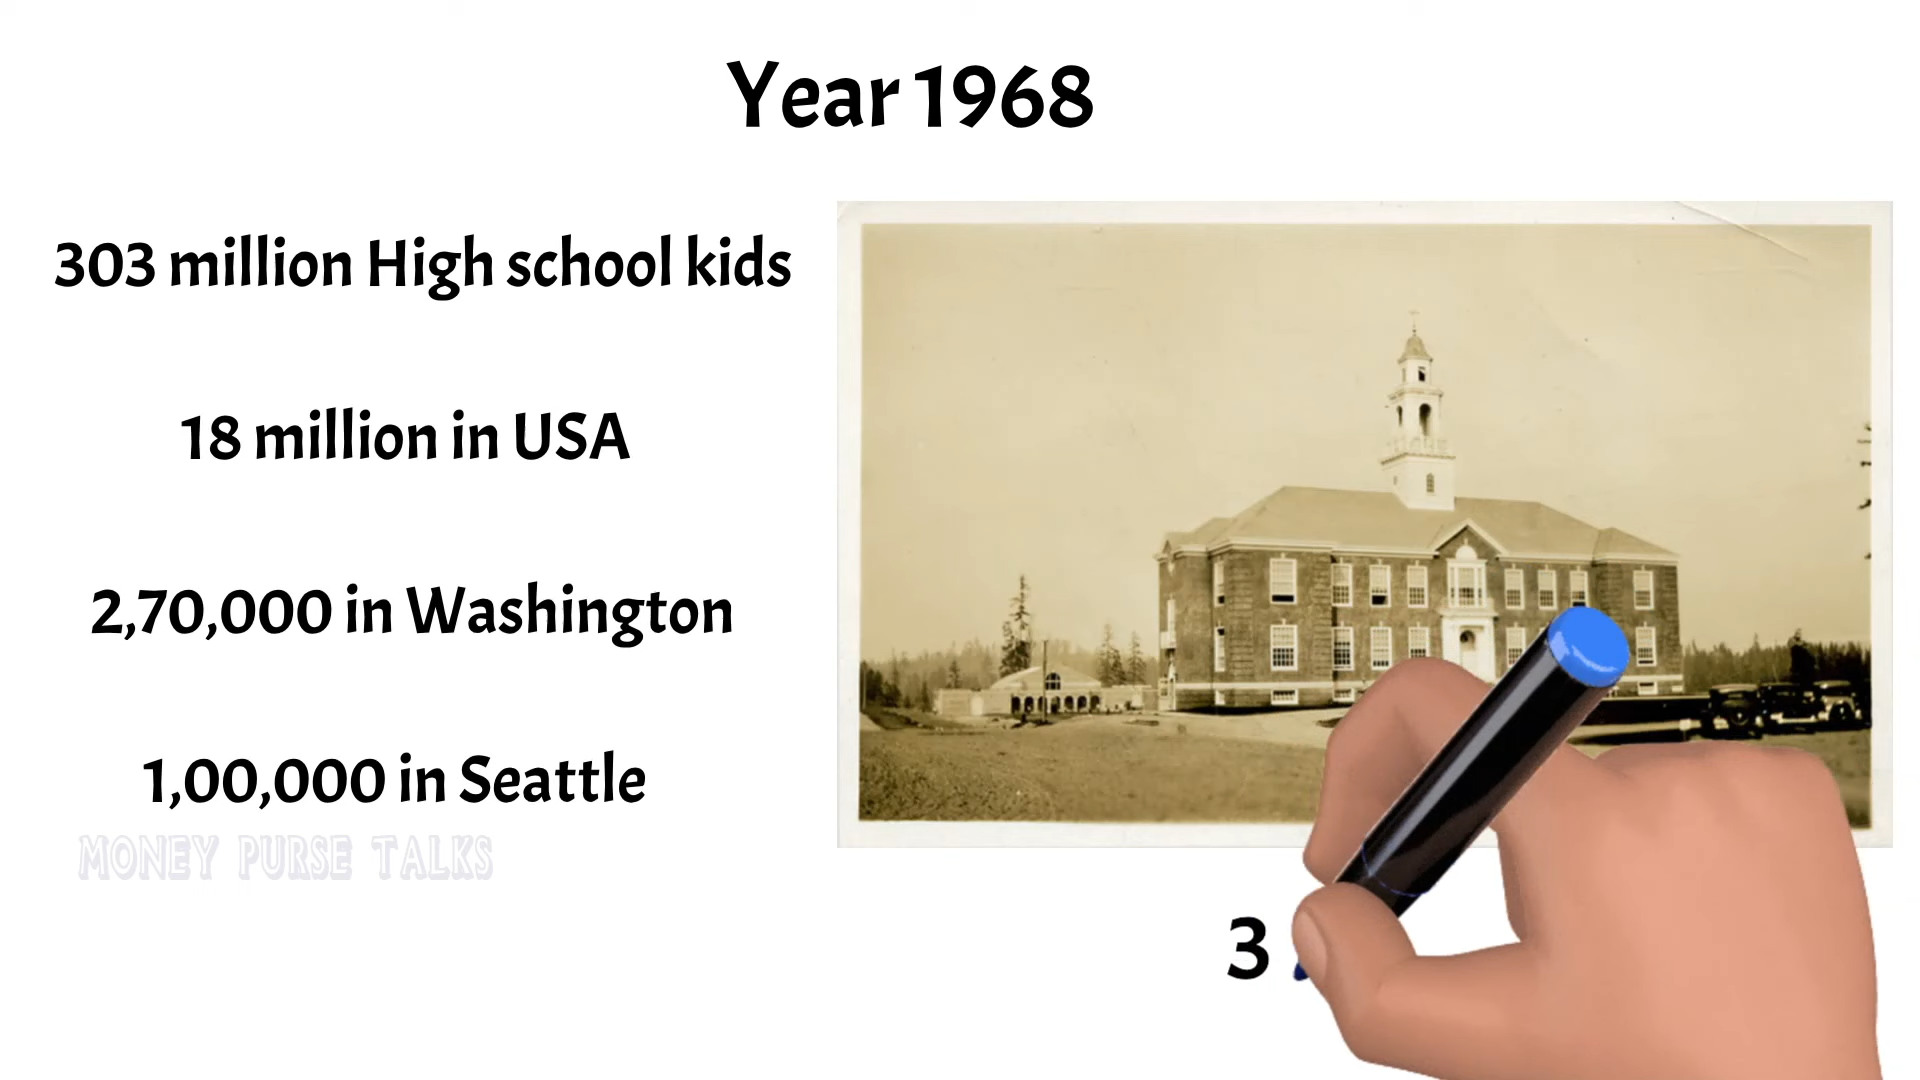 Year 1968
303 million High school kids
18 million in USA
2,70,000 in Washington
1,00,000 in Seattle
MONEY PURSE TALKS
3